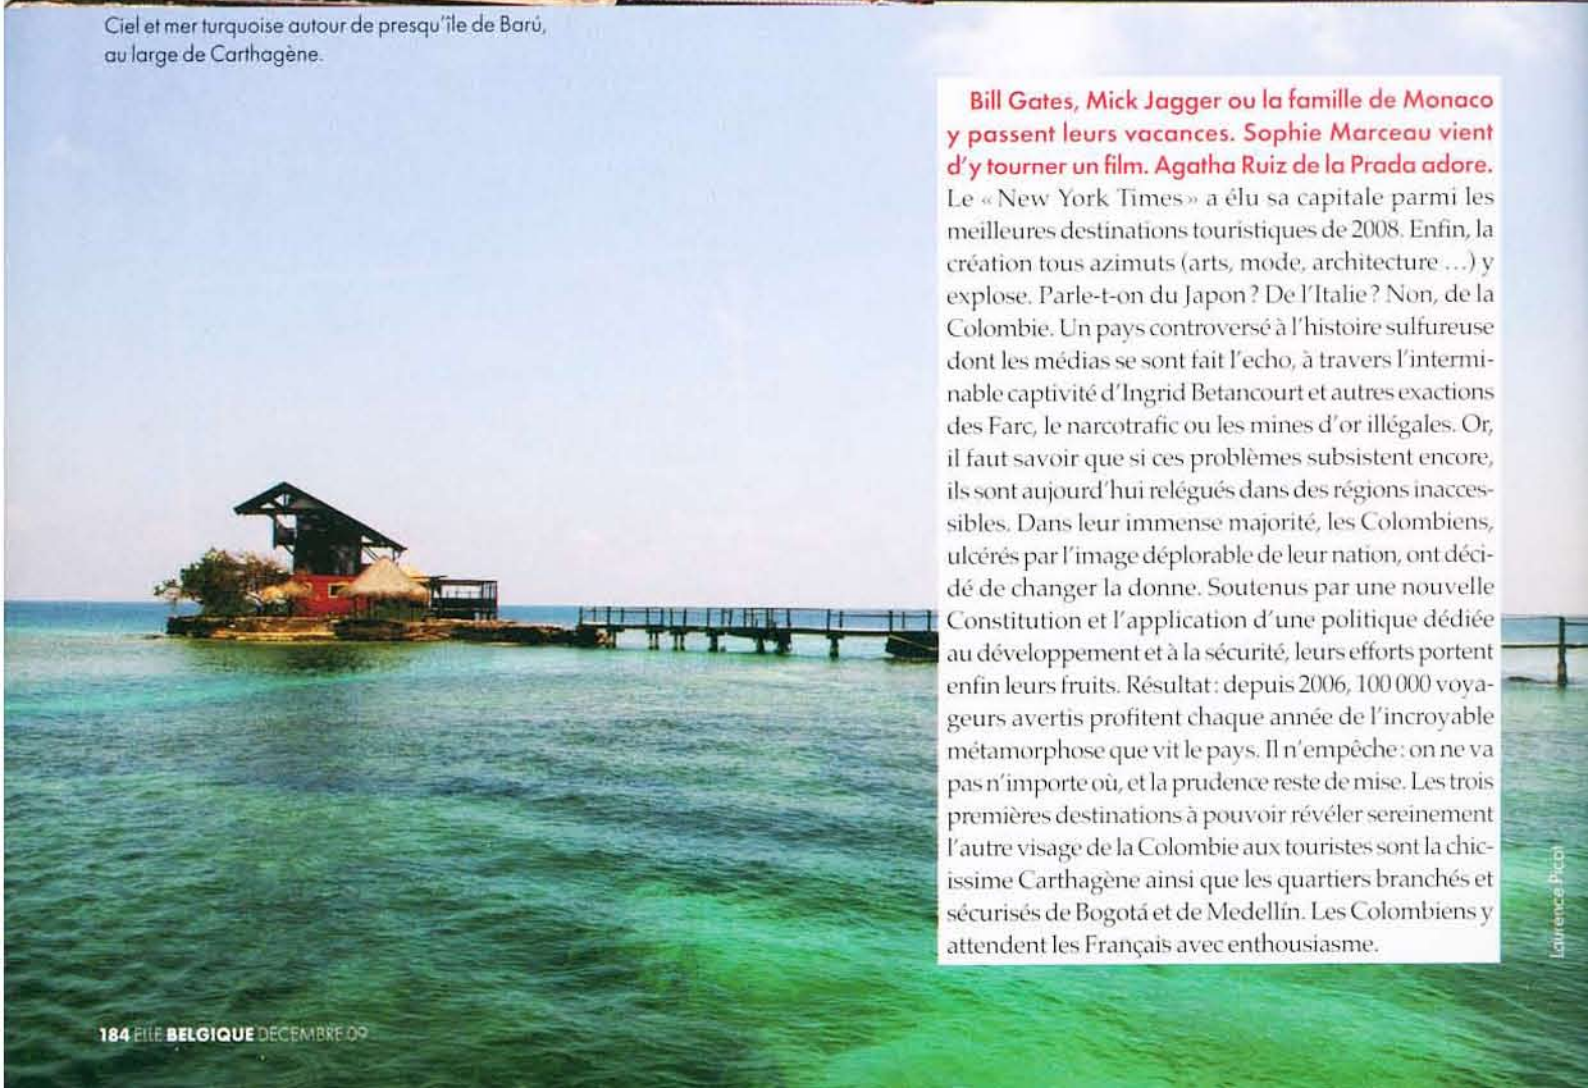 Ciel et mer turquoise autour de presqu'île de Barú,
au large de Carthagène.
Bill Gates, Mick Jagger ou la famille de Monaco
y passent leurs vacances. Sophie Marceau vient
d'y tourner un film. Agatha Ruiz de la Prada adore.
Le « New York Times » a élu sa capitale parmi les
meilleures destinations touristiques de 2008. Enfin, la
création tous azimuts (arts, mode, architecture ...) y
explose. Parle-t-on du Japon ? De l'Italie ? Non, de la
Colombie. Un pays controversé à l'histoire sulfureuse
dont les médias se sont fait l'echo, à travers l'intermi-
nable captivité d'Ingrid Betancourt et autres exactions
des Farc, le narcotrafic ou les mines d'or illégales. Or,
il faut savoir que si ces problèmes subsistent encore,
ils sont aujourd'hui relégués dans des régions inacces-
sibles. Dans leur immense majorité, les Colombiens,
ulcérés par l'image déplorable de leur nation, ont déci-
dé de changer la donne. Soutenus par une nouvelle
Constitution et l'application d'une politique dédiée
au développement et à la sécurité, leurs efforts portent
enfin leurs fruits. Résultat : depuis 2006, 100 000 voya-
geurs avertis profitent chaque année de l'incroyable
métamorphose que vit le pays. Il n'empêche : on ne va
pas n'importe où, et la prudence reste de mise. Les trois
premières destinations à pouvoir révéler sereinement
l'autre visage de la Colombie aux touristes sont la chic-
issime Carthagène ainsi que les quartiers branchés et
sécurisés de Bogotá et de Medellín. Les Colombiens y
attendent les Français avec enthousiasme.
Laurence Picot
184 ELLE BELGIQUE DECEMBRE 09